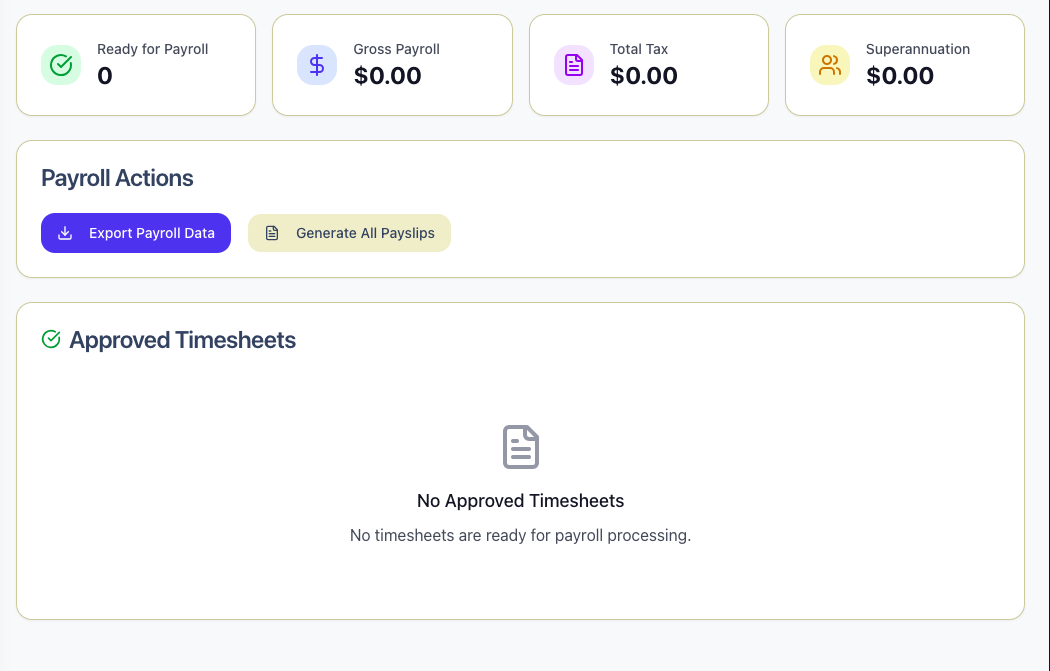 Ready for Payroll
0
Gross Payroll
$0.00
Total Tax
$0.00
Superannuation
$0.00
Payroll Actions
Export Payroll Data
Generate All Payslips
Approved Timesheets
No Approved Timesheets
No timesheets are ready for payroll processing.